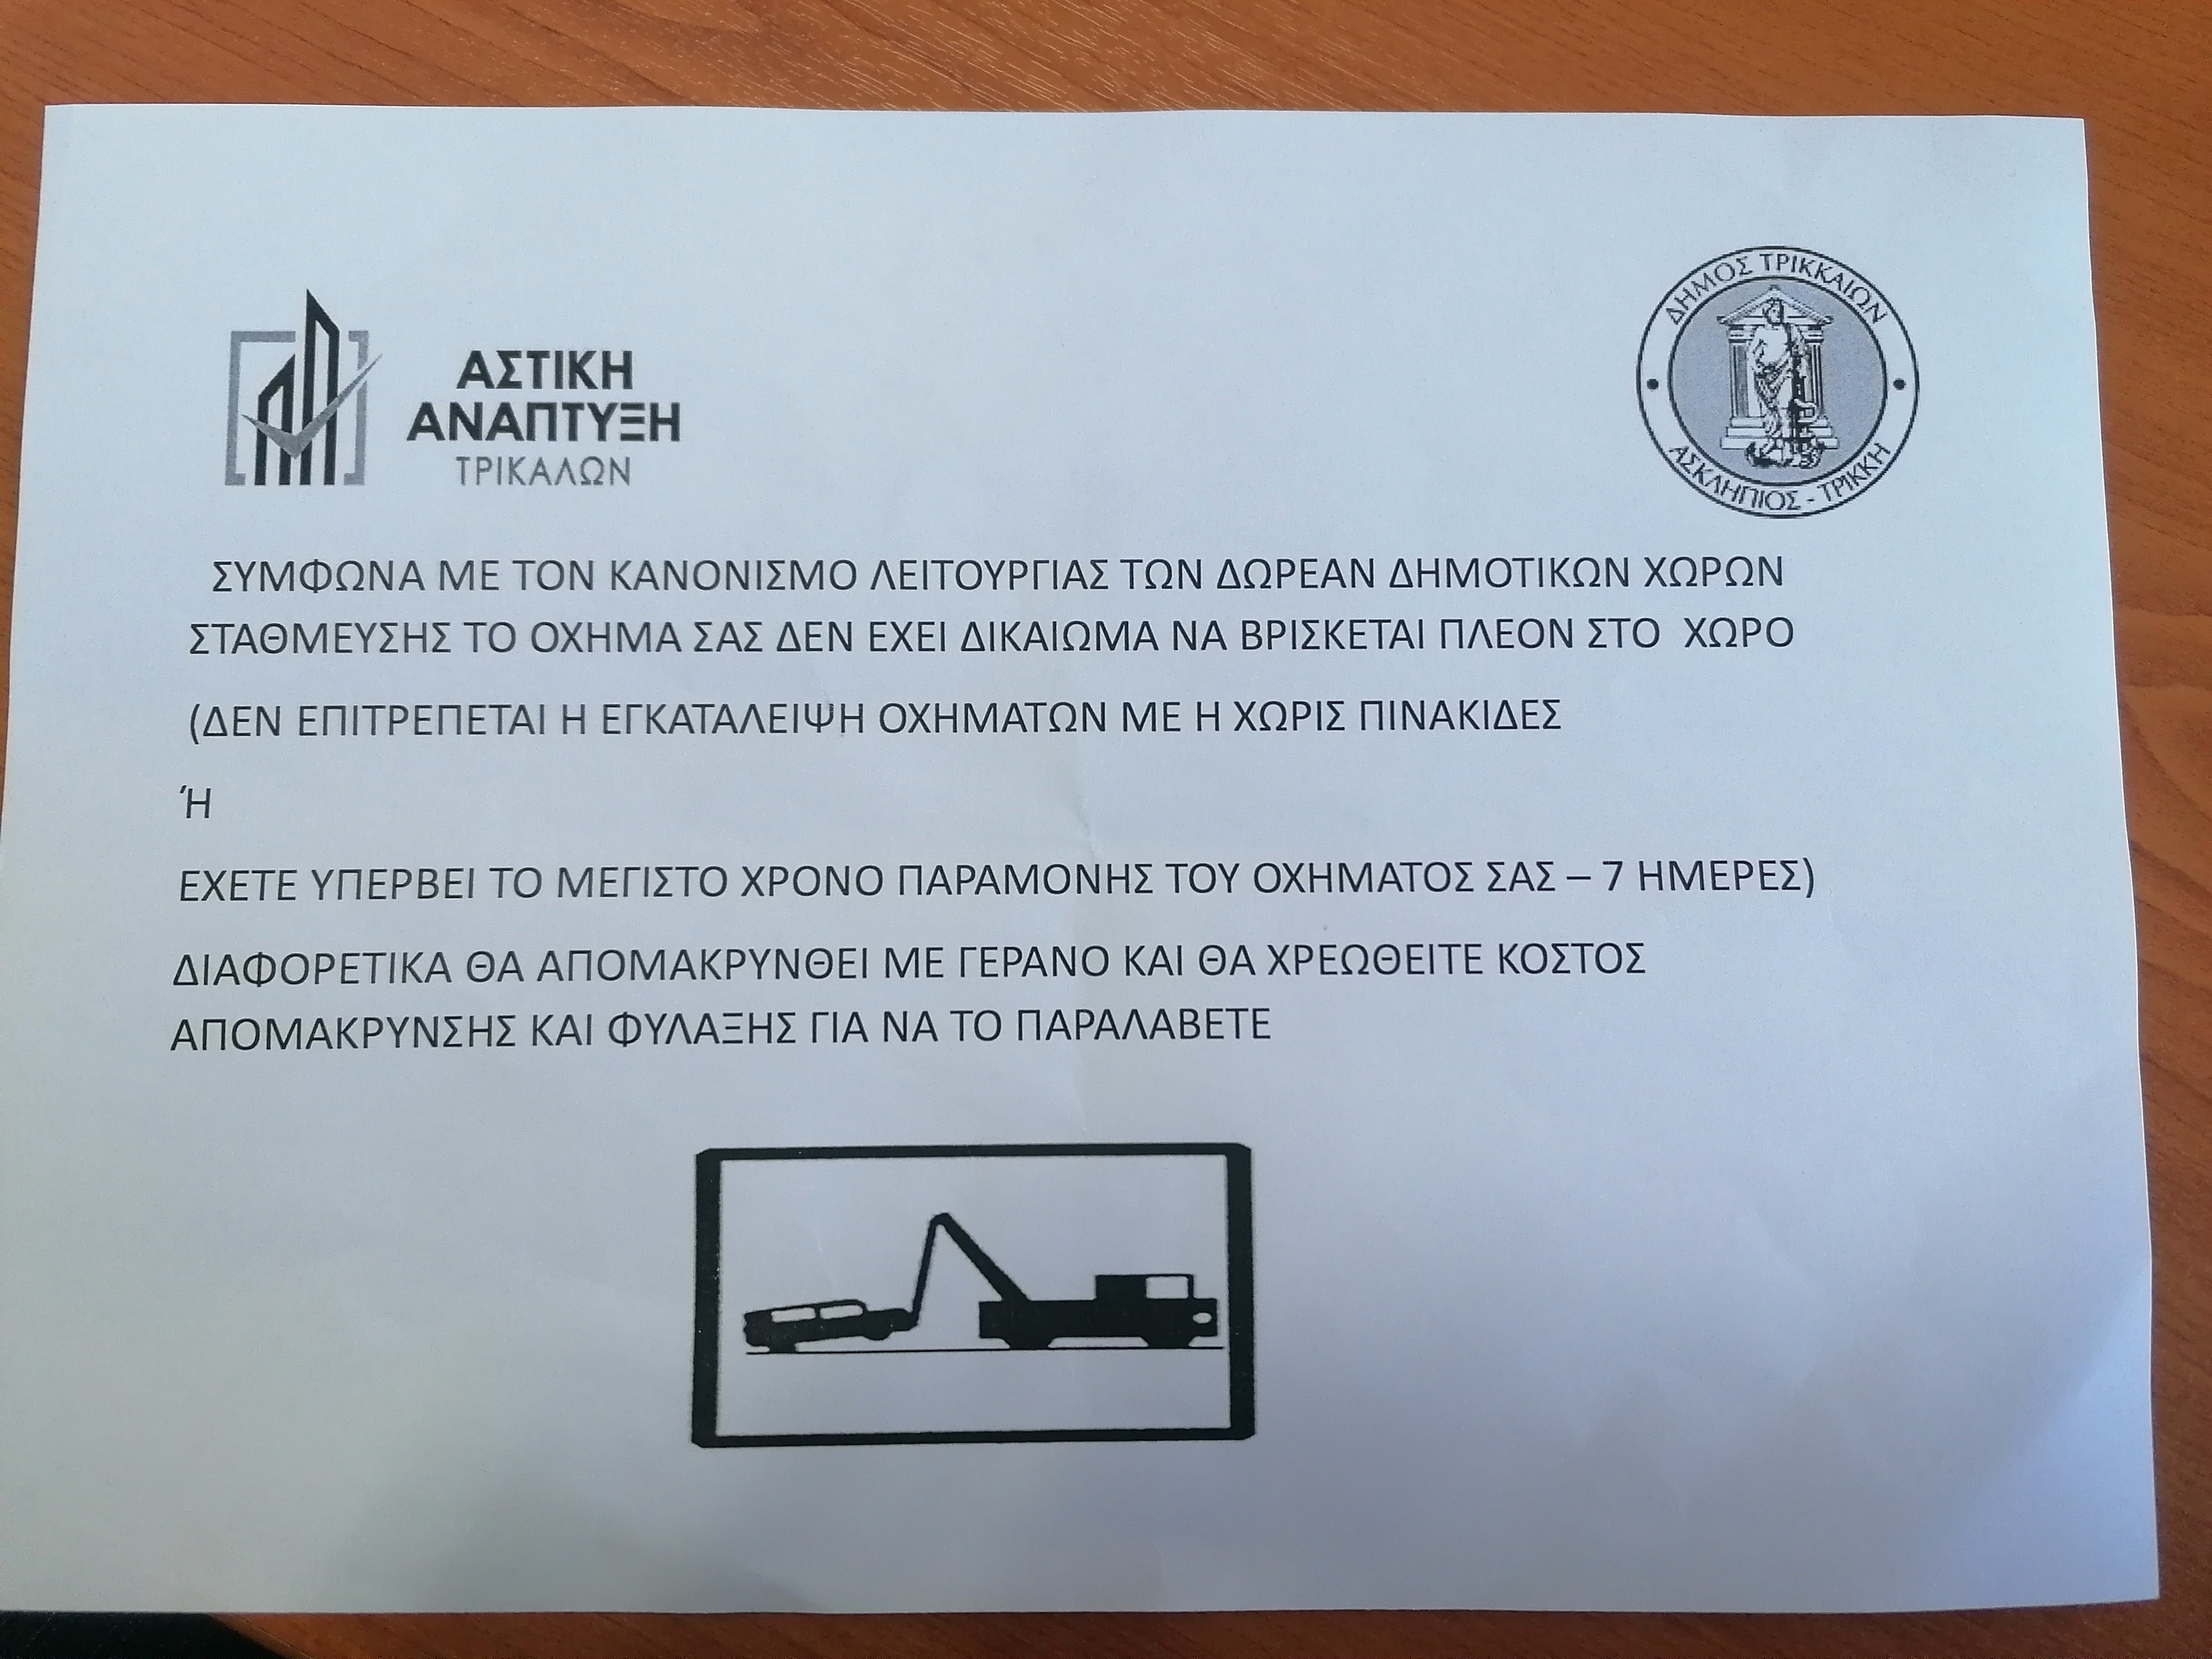 ΑΣΤΙΚΗ
ΑΝΑΠΤΥΞΗ
ΤΡΙΚΑΛΩΝ
ΔΗΜΟΣ ΤΡΙΚΚΑΙΩΝ
ΑΣΚΛΗΠΙΟΣ - ΤΡΙΚΚΗ
ΣΥΜΦΩΝΑ ΜΕ ΤΟΝ ΚΑΝΟΝΙΣΜΟ ΛΕΙΤΟΥΡΓΙΑΣ ΤΩΝ ΔΩΡΕΑΝ ΔΗΜΟΤΙΚΩΝ ΧΩΡΩΝ
ΣΤΑΘΜΕΥΣΗΣ ΤΟ ΟΧΗΜΑ ΣΑΣ ΔΕΝ ΕΧΕΙ ΔΙΚΑΙΩΜΑ ΝΑ ΒΡΙΣΚΕΤΑΙ ΠΛΕΟΝ ΣΤΟ ΧΩΡΟ
(ΔΕΝ ΕΠΙΤΡΕΠΕΤΑΙ Η ΕΓΚΑΤΑΛΕΙΨΗ ΟΧΗΜΑΤΩΝ ΜΕ Η ΧΩΡΙΣ ΠΙΝΑΚΙΔΕΣ
Ή
ΕΧΕΤΕ ΥΠΕΡΒΕΙ ΤΟ ΜΕΓΙΣΤΟ ΧΡΟΝΟ ΠΑΡΑΜΟΝΗΣ ΤΟΥ ΟΧΗΜΑΤΟΣ ΣΑΣ – 7 ΗΜΕΡΕΣ)
ΔΙΑΦΟΡΕΤΙΚΑ ΘΑ ΑΠΟΜΑΚΡΥΝΘΕΙ ΜΕ ΓΕΡΑΝΟ ΚΑΙ ΘΑ ΧΡΕΩΘΕΙΤΕ ΚΟΣΤΟΣ
ΑΠΟΜΑΚΡΥΝΣΗΣ ΚΑΙ ΦΥΛΑΞΗΣ ΓΙΑ ΝΑ ΤΟ ΠΑΡΑΛΑΒΕΤΕ